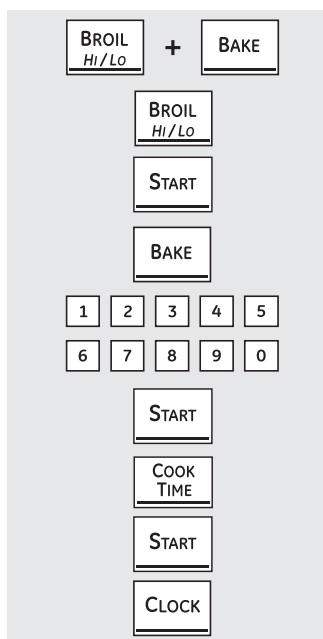 BROIL + BAKE
HI/LO
BROIL
HI/LO
START
BAKE
1 2 3 4 5
6 7 8 9 0
START
COOK
TIME
START
CLOCK